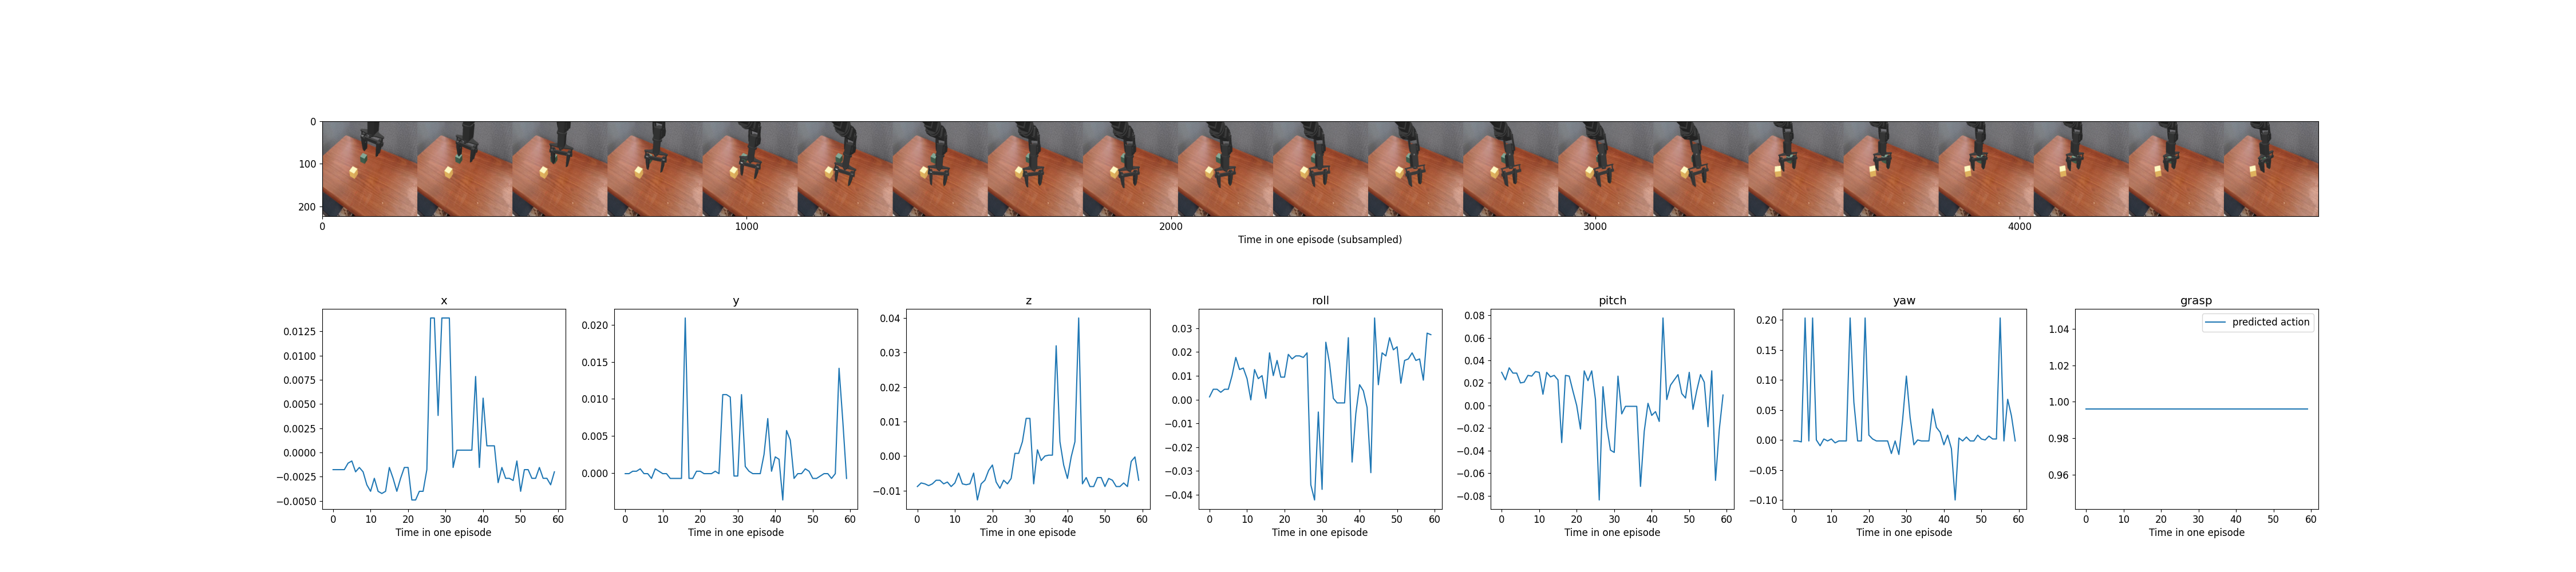 0
100
200
0 1000 2000 3000 4000
Time in one episode (subsampled)
x
0.0125
0.0100
0.0075
0.0050
0.0025
0.0000
−0.0025
−0.0050
0 10 20 30 40 50 60
Time in one episode
y
0.020
0.015
0.010
0.005
0.000
0 10 20 30 40 50 60
Time in one episode
z
0.04
0.03
0.02
0.01
0.00
−0.01
0 10 20 30 40 50 60
Time in one episode
roll
0.03
0.02
0.01
0.00
−0.01
−0.02
−0.03
−0.04
0 10 20 30 40 50 60
Time in one episode
pitch
0.08
0.06
0.04
0.02
0.00
−0.02
−0.04
−0.06
−0.08
0 10 20 30 40 50 60
Time in one episode
yaw
0.20
0.15
0.10
0.05
0.00
−0.05
−0.10
0 10 20 30 40 50 60
Time in one episode
grasp
predicted action
1.04
1.02
1.00
0.98
0.96
0 10 20 30 40 50 60
Time in one episode